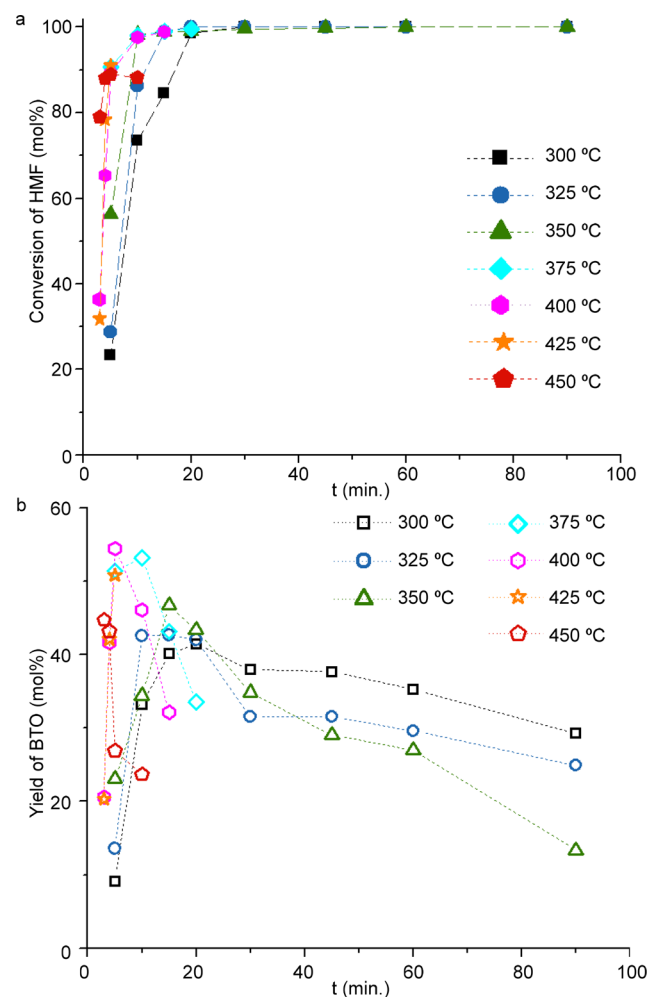 a
Conversion of HMF (mol%)
100
80
60
40
20
0
300 ºC
325 ºC
350 ºC
375 ºC
400 ºC
425 ºC
450 ºC
0 20 40 60 80 100
t (min.)
b
Yield of BTO (mol%)
60
40
20
0
300 ºC 375 ºC
325 ºC 400 ºC
350 ºC 425 ºC
450 ºC
0 20 40 60 80 100
t (min.)